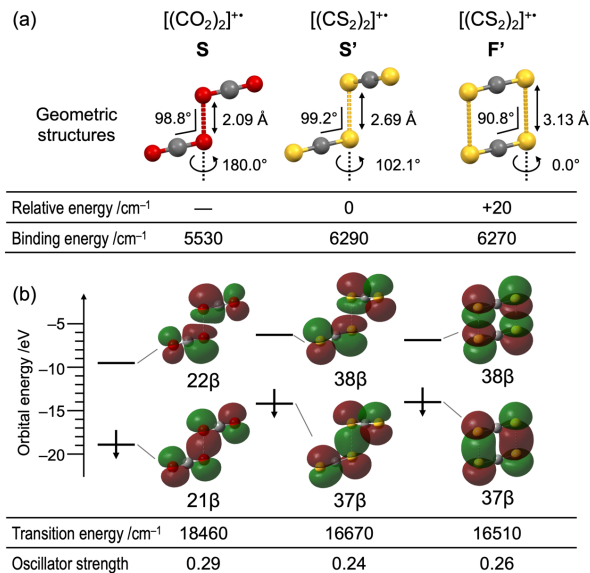 (a) [(CO₂)₂]⁺• [(CS₂)₂]⁺• [(CS₂)₂]⁺•
S S' F'
Geometric structures
98.8° 2.09 Å 180.0°
99.2° 2.69 Å 102.1°
90.8° 3.13 Å 0.0°
Relative energy /cm⁻¹ — 0 +20
Binding energy /cm⁻¹ 5530 6290 6270
(b)
Orbital energy /eV
−5
−10
−15
−20
22β 38β 38β
21β 37β 37β
Transition energy/cm⁻¹ 18460 16670 16510
Oscillator strength 0.29 0.24 0.26